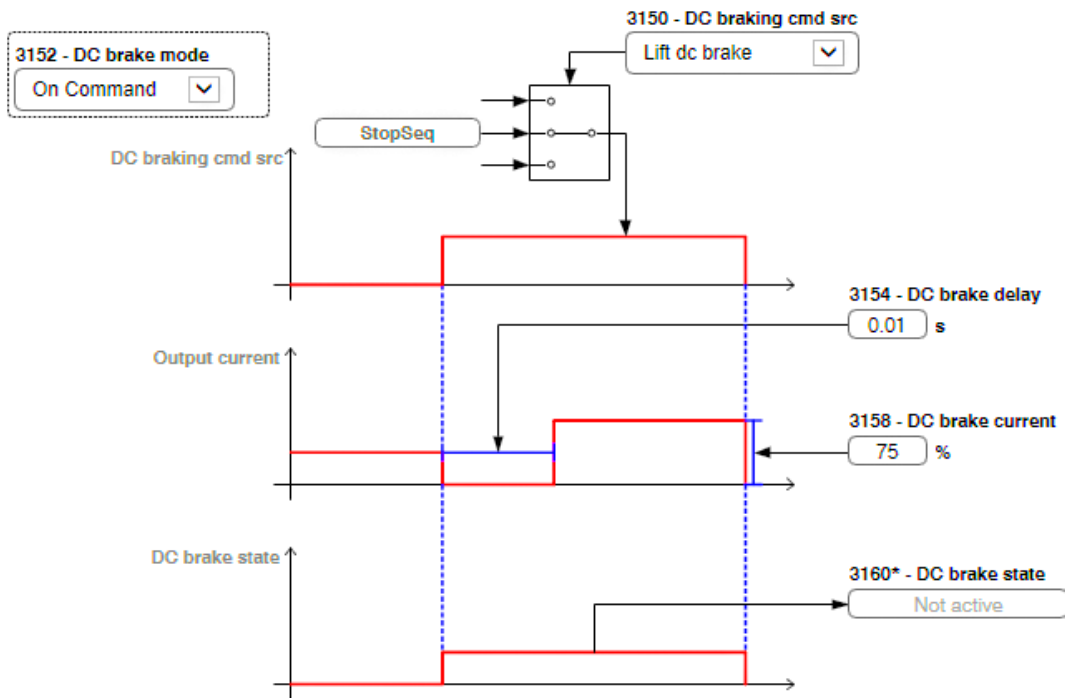 3150 - DC braking cmd src
Lift dc brake
3152 - DC brake mode
On Command
StopSeq
DC braking cmd src
3154 - DC brake delay
0.01 s
Output current
3158 - DC brake current
75 %
DC brake state
3160* - DC brake state
Not active